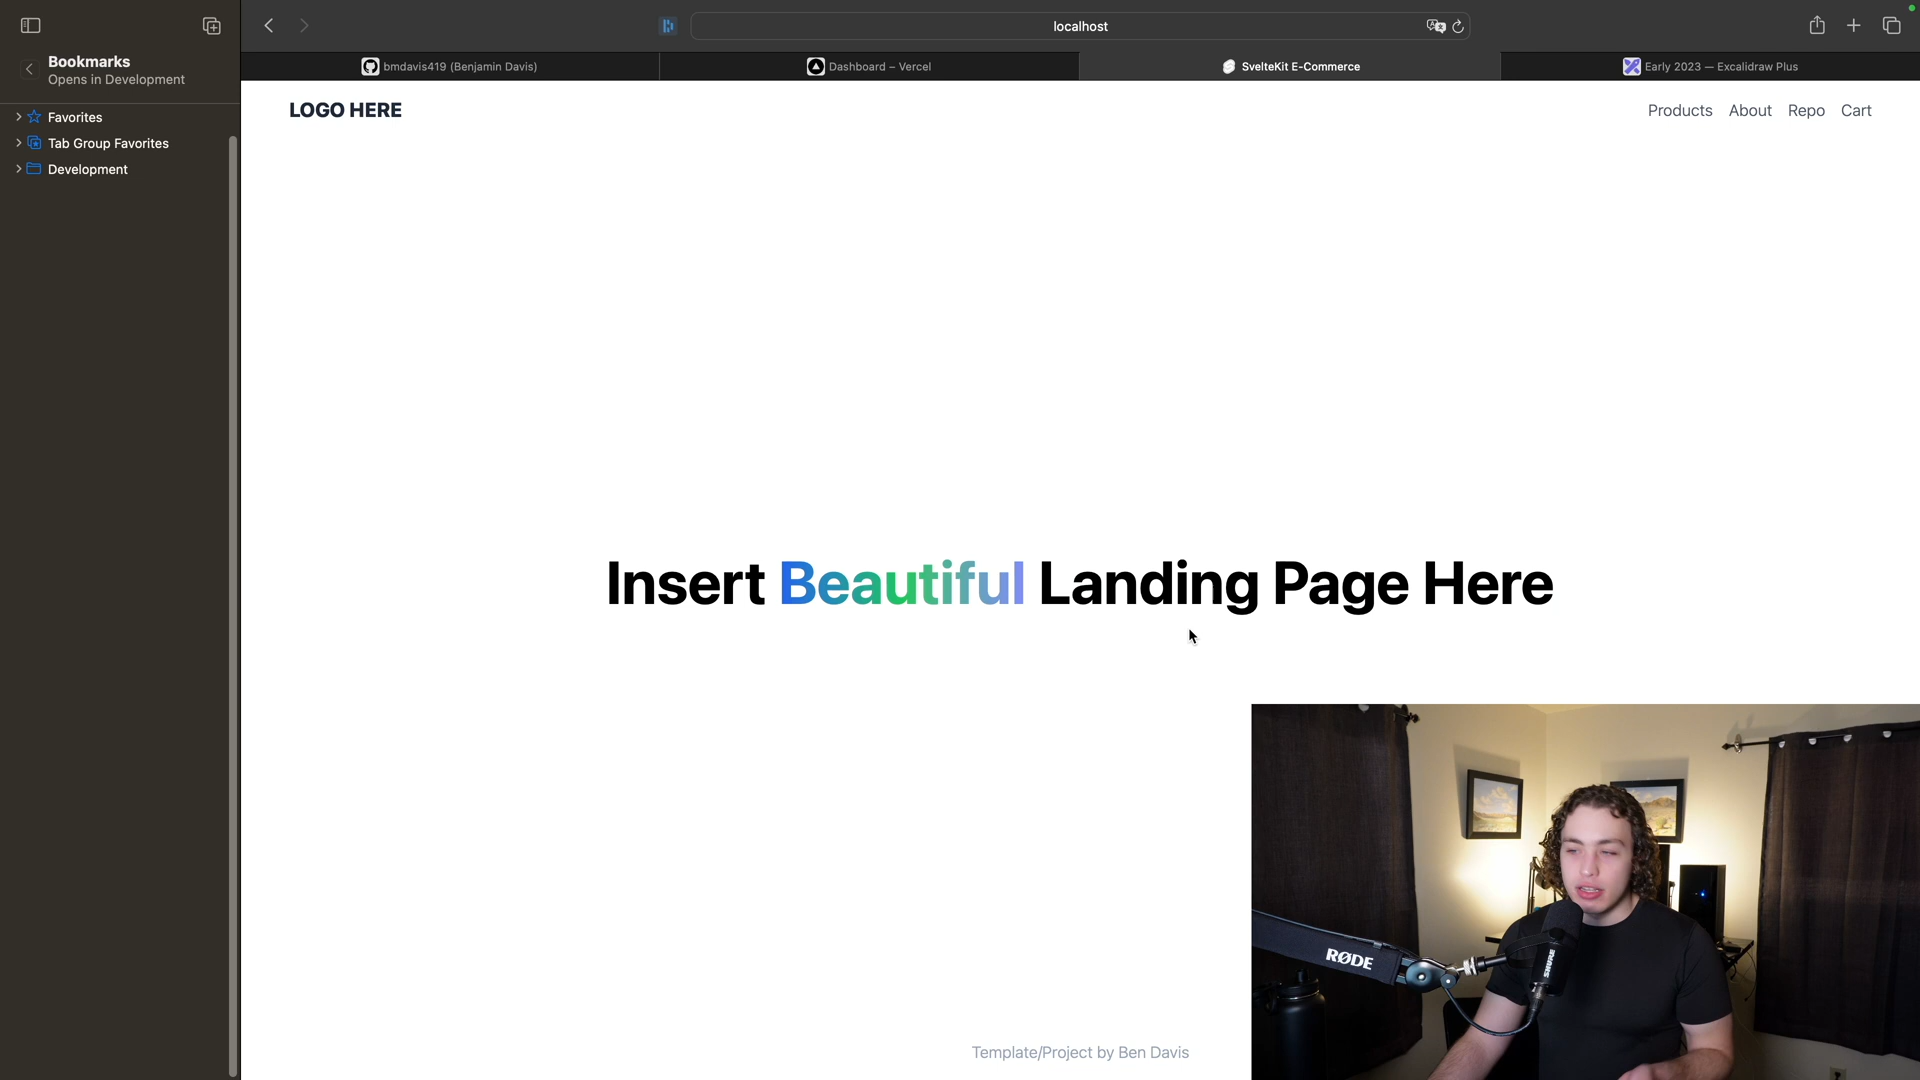 localhost
Bookmarks
Opens in Development
bmdavis419 (Benjamin Davis)
Dashboard – Vercel
SvelteKit E-Commerce
Early 2023 — Excalidraw Plus
Favorites
Tab Group Favorites
Development
LOGO HERE
Products About Repo Cart
Insert Beautiful Landing Page Here
RØDE
SHURE
Template/Project by Ben Davis